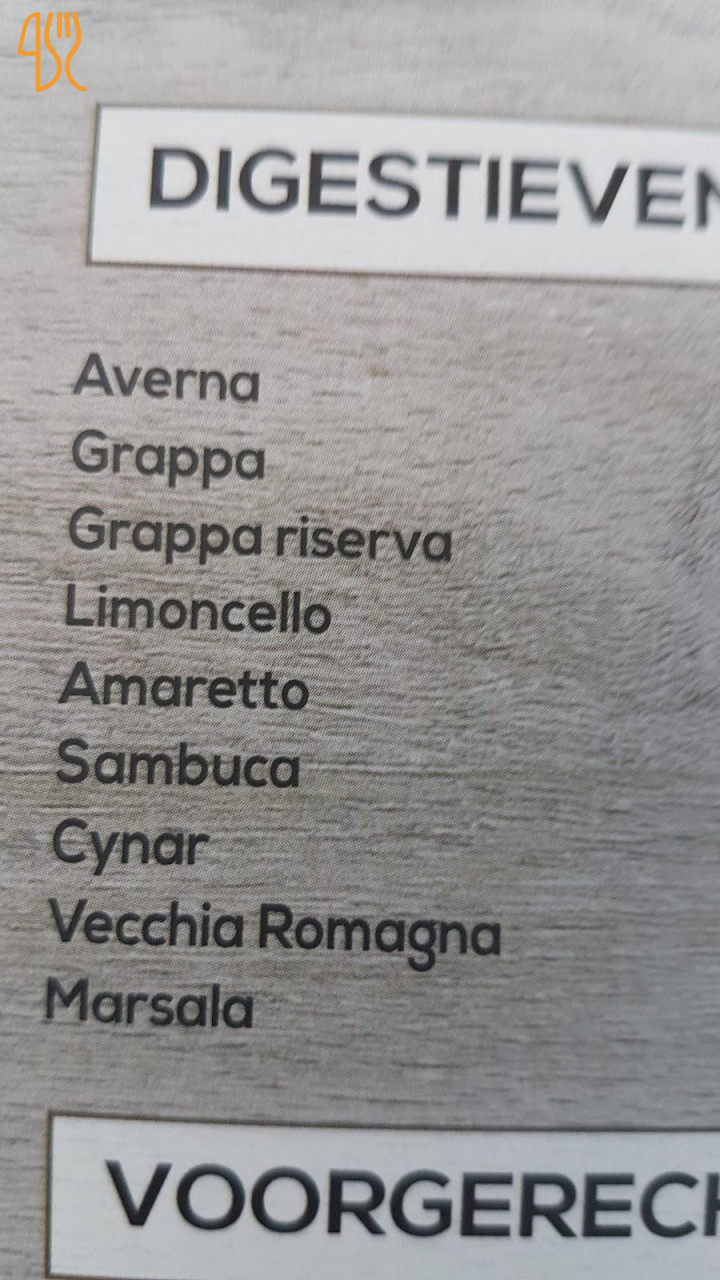 DIGESTIEVEN
Averna
Grappa
Grappa riserva
Limoncello
Amaretto
Sambuca
Cynar
Vecchia Romagna
Marsala
VOORGERECH